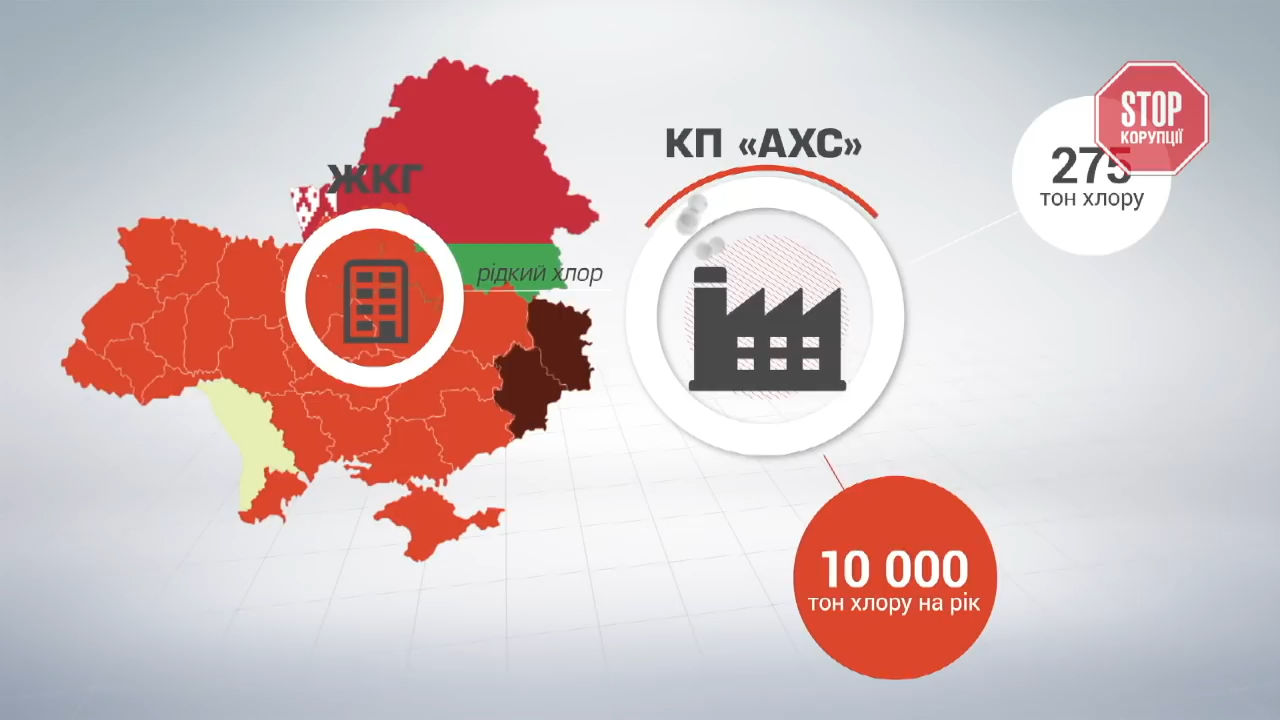 STOP
КОРУПЦІЇ
КП «АХС»
275
тон хлору
ЖКГ
рідкий хлор
10 000
тон хлору на рік